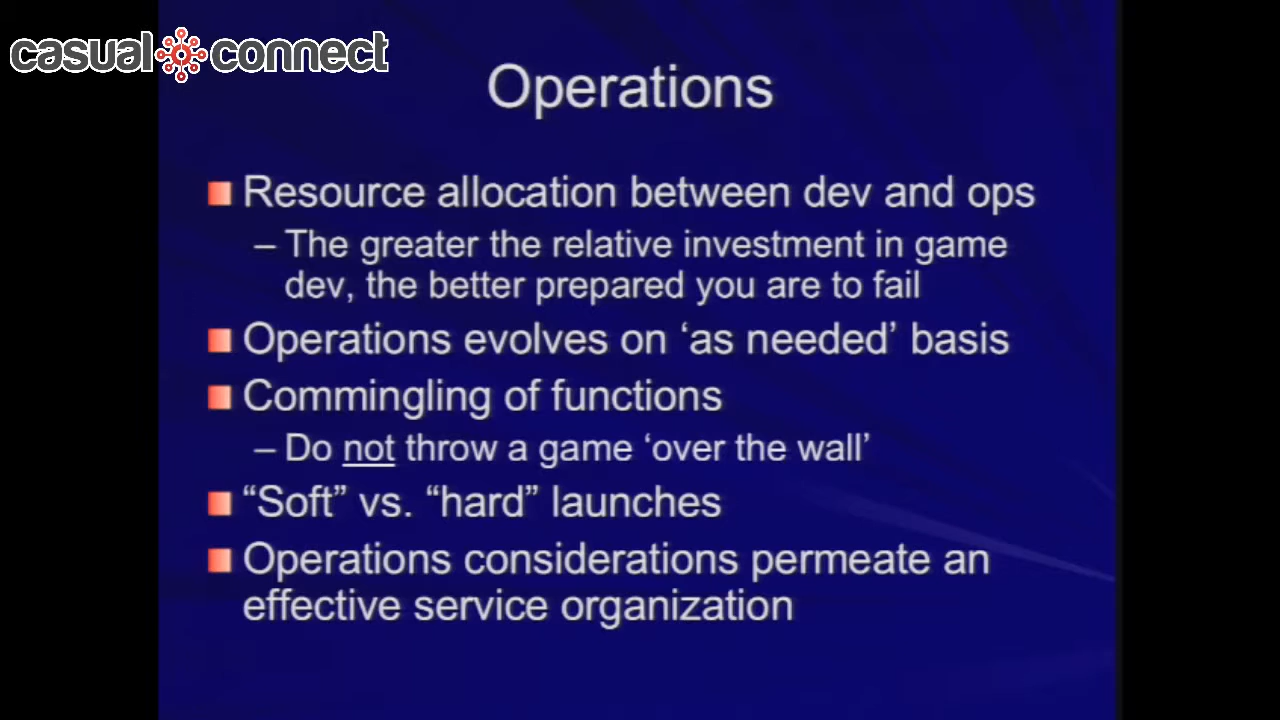 casual connect
Operations
Resource allocation between dev and ops
– The greater the relative investment in game
dev, the better prepared you are to fail
Operations evolves on ‘as needed’ basis
Commingling of functions
– Do not throw a game ‘over the wall’
“Soft” vs. “hard” launches
Operations considerations permeate an
effective service organization